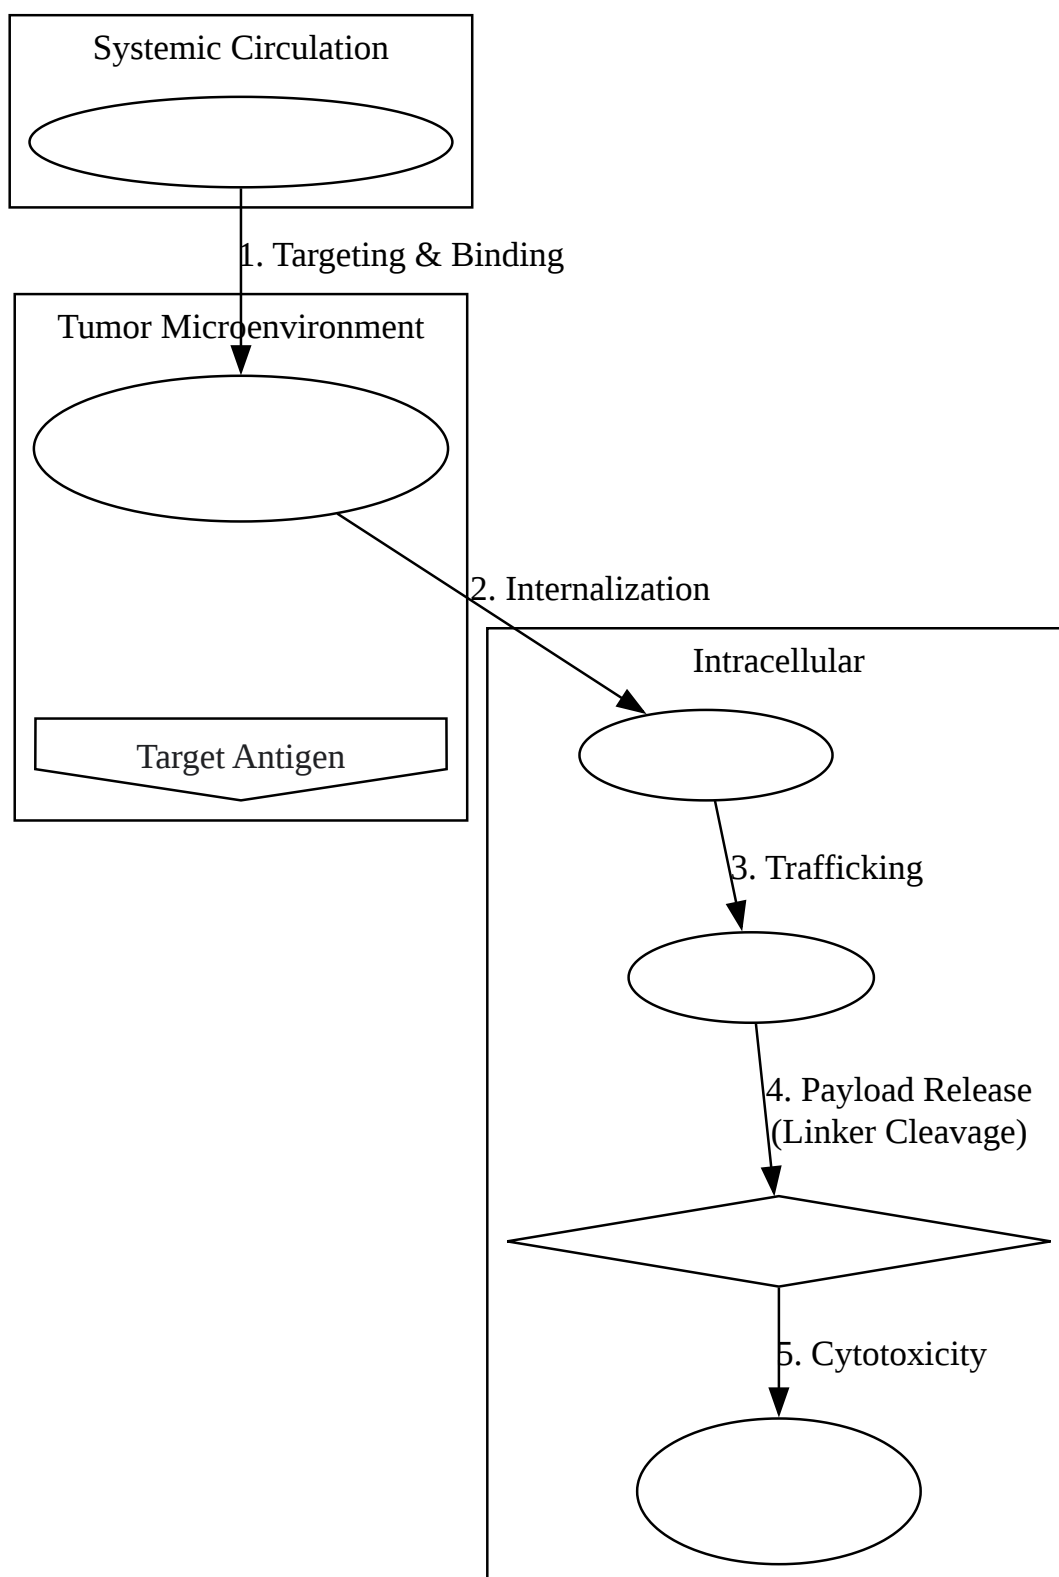 Systemic Circulation
1. Targeting & Binding
Tumor Microenvironment
2. Internalization
Intracellular
Target Antigen
3. Trafficking
4. Payload Release
(Linker Cleavage)
5. Cytotoxicity